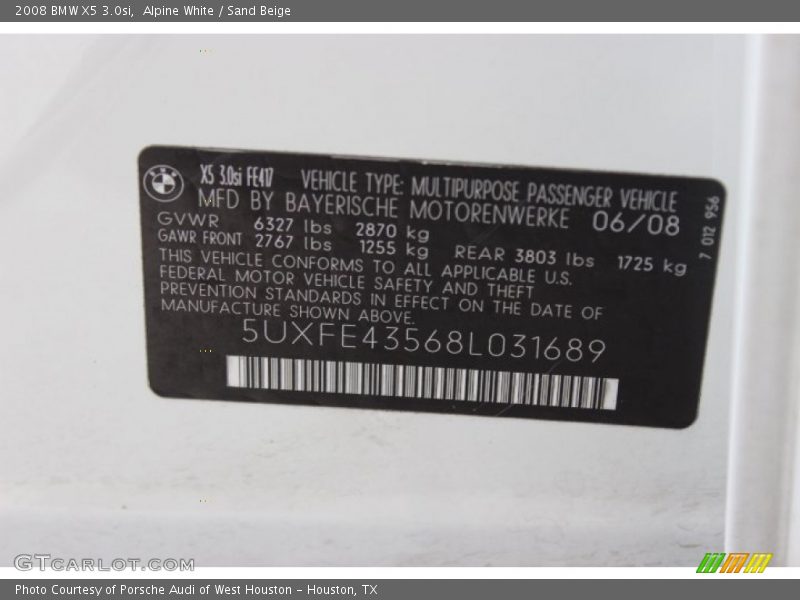 2008 BMW X5 3.0si, Alpine White / Sand Beige
X5 3.0si FE417 VEHICLE TYPE: MULTIPURPOSE PASSENGER VEHICLE
MFD BY BAYERISCHE MOTORENWERKE 06/08
GVWR 6327 lbs 2870 kg
GAWR FRONT 2767 lbs 1255 kg REAR 3803 lbs 1725 kg
THIS VEHICLE CONFORMS TO ALL APPLICABLE U.S.
FEDERAL MOTOR VEHICLE SAFETY AND THEFT
PREVENTION STANDARDS IN EFFECT ON THE DATE OF
MANUFACTURE SHOWN ABOVE.
5UXFE43568L031689
7 012 956
GTCARLOT.COM
Photo Courtesy of Porsche Audi of West Houston - Houston, TX